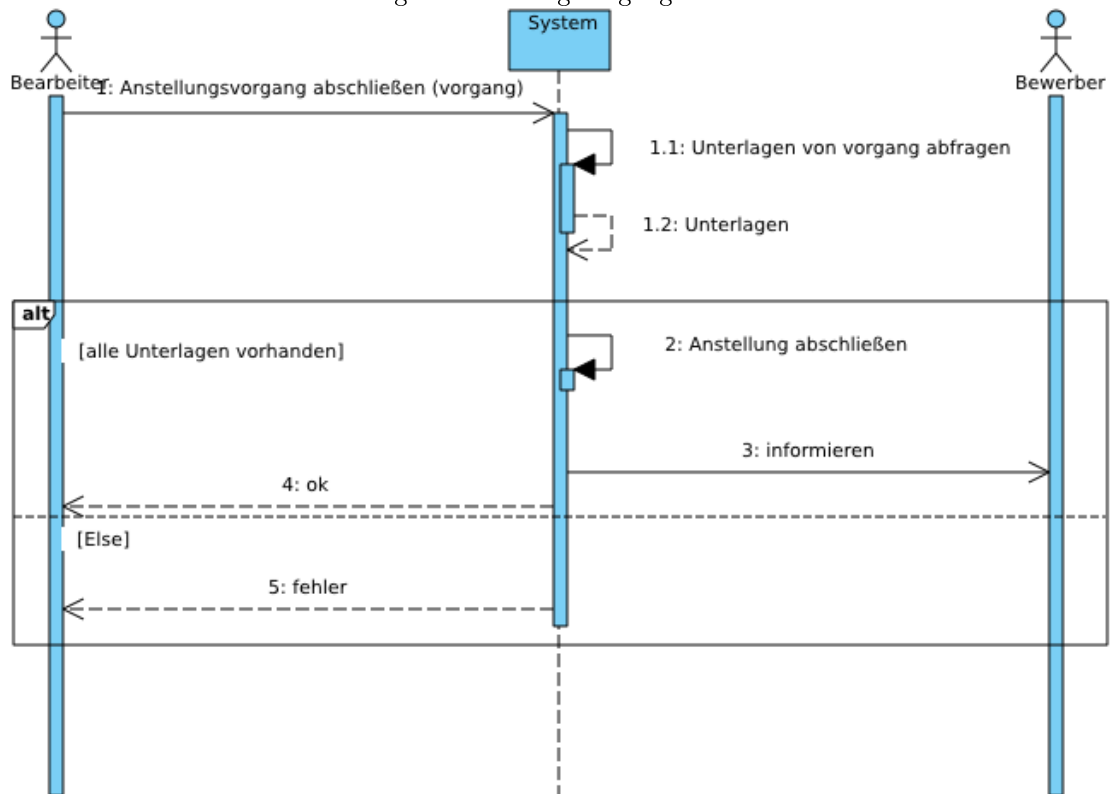 System
Bearbeiter
Bewerber
1: Anstellungsvorgang abschließen (vorgang)
1.1: Unterlagen von vorgang abfragen
1.2: Unterlagen
alt
[alle Unterlagen vorhanden]
2: Anstellung abschließen
3: informieren
4: ok
[Else]
5: fehler